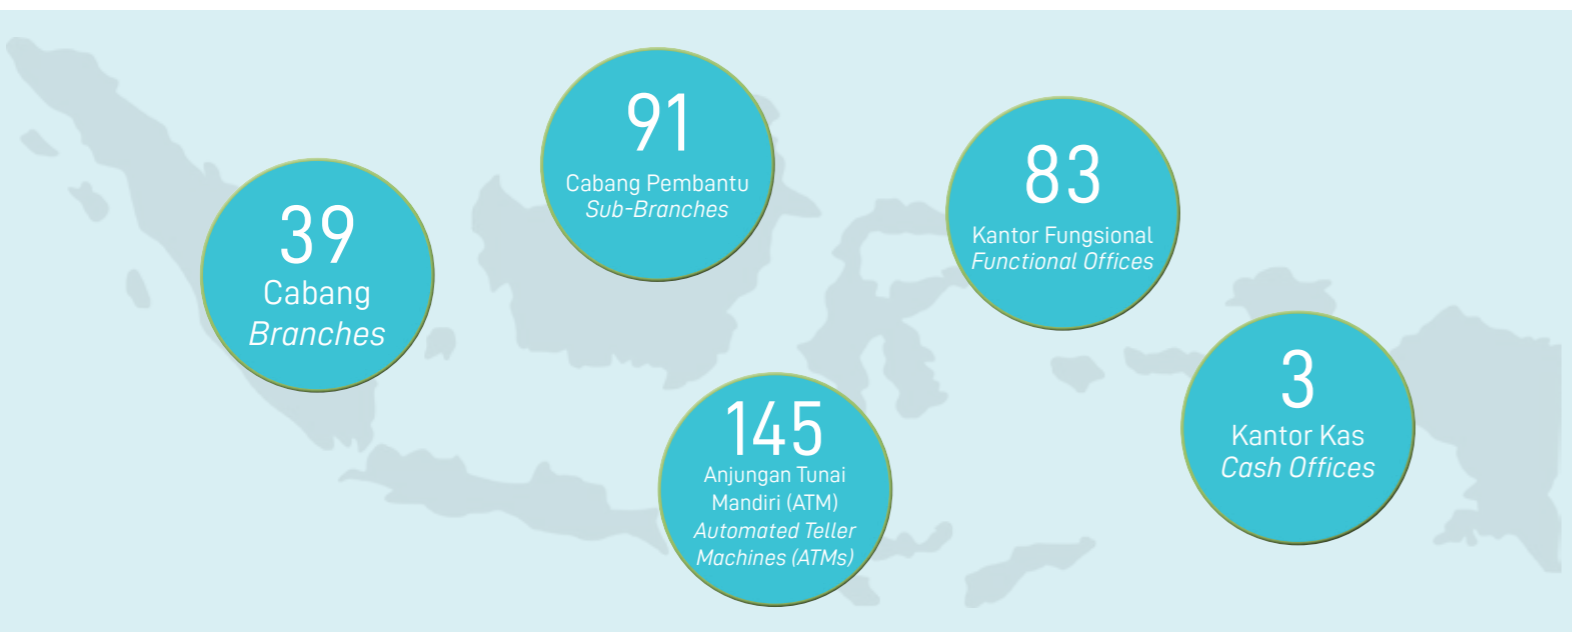 39
Cabang
Branches
91
Cabang Pembantu
Sub-Branches
145
Anjungan Tunai
Mandiri (ATM)
Automated Teller
Machines (ATMs)
83
Kantor Fungsional
Functional Offices
3
Kantor Kas
Cash Offices